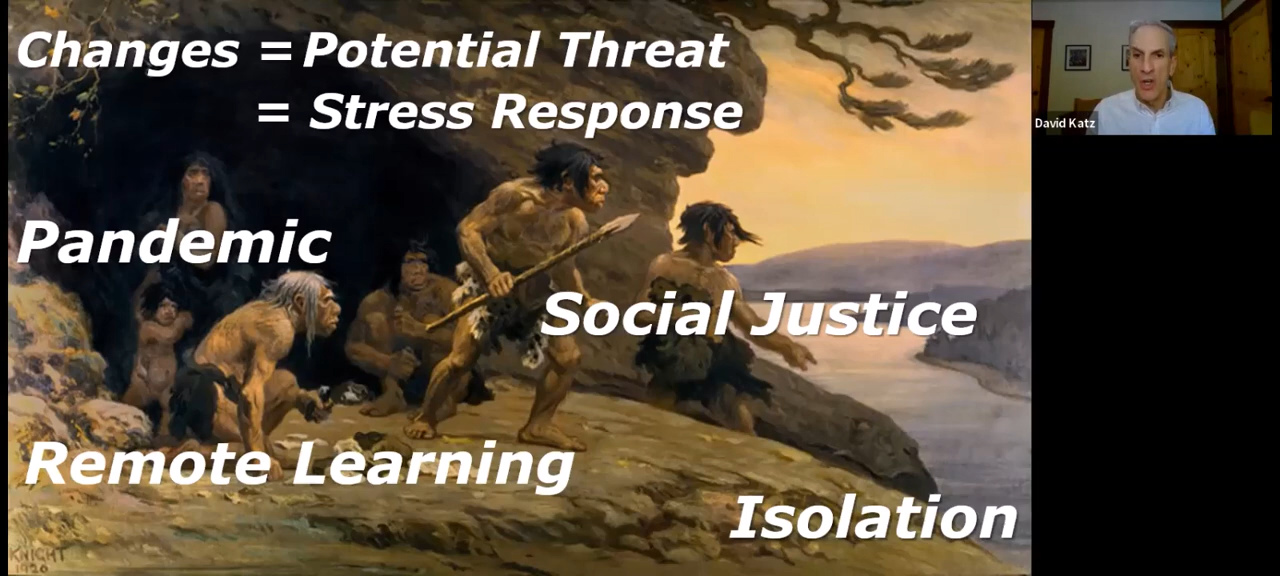 Changes = Potential Threat
= Stress Response
David Katz
Pandemic
Social Justice
Remote Learning
Isolation
KNIGHT
1920